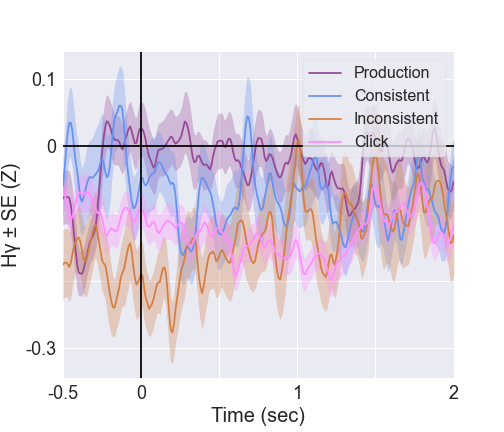 Production
Consistent
Inconsistent
Click
0.1
0
-0.3
Hγ ± SE (Z)
-0.5
0
1
2
Time (sec)